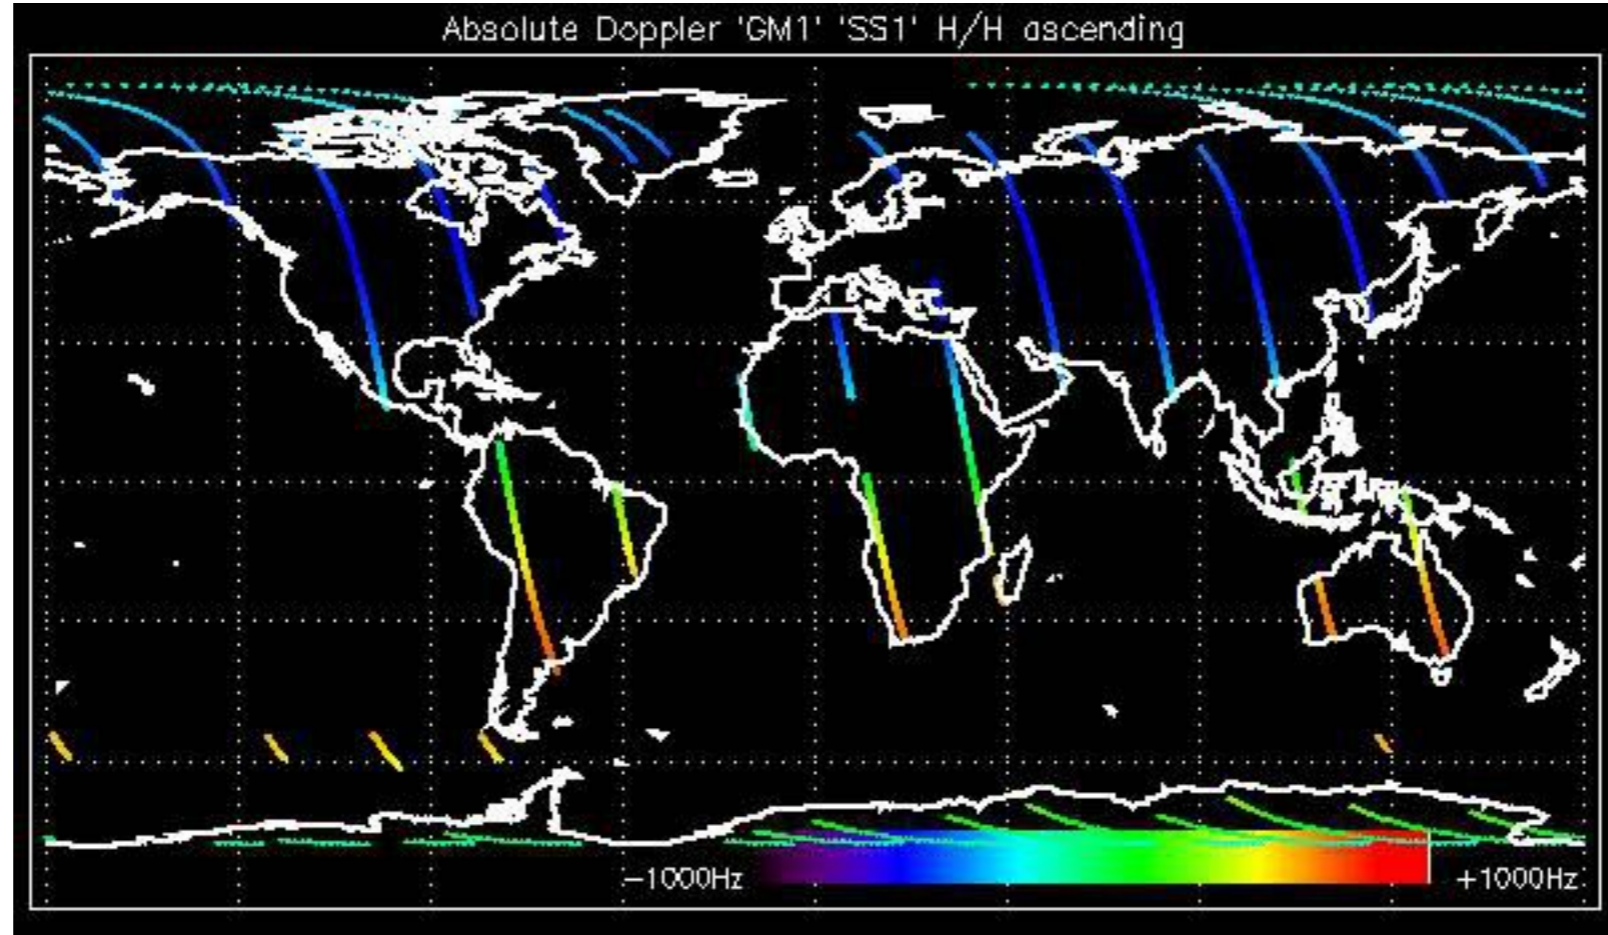 Absolute Doppler 'GM1' 'SS1' H/H ascending
-1000Hz +1000Hz